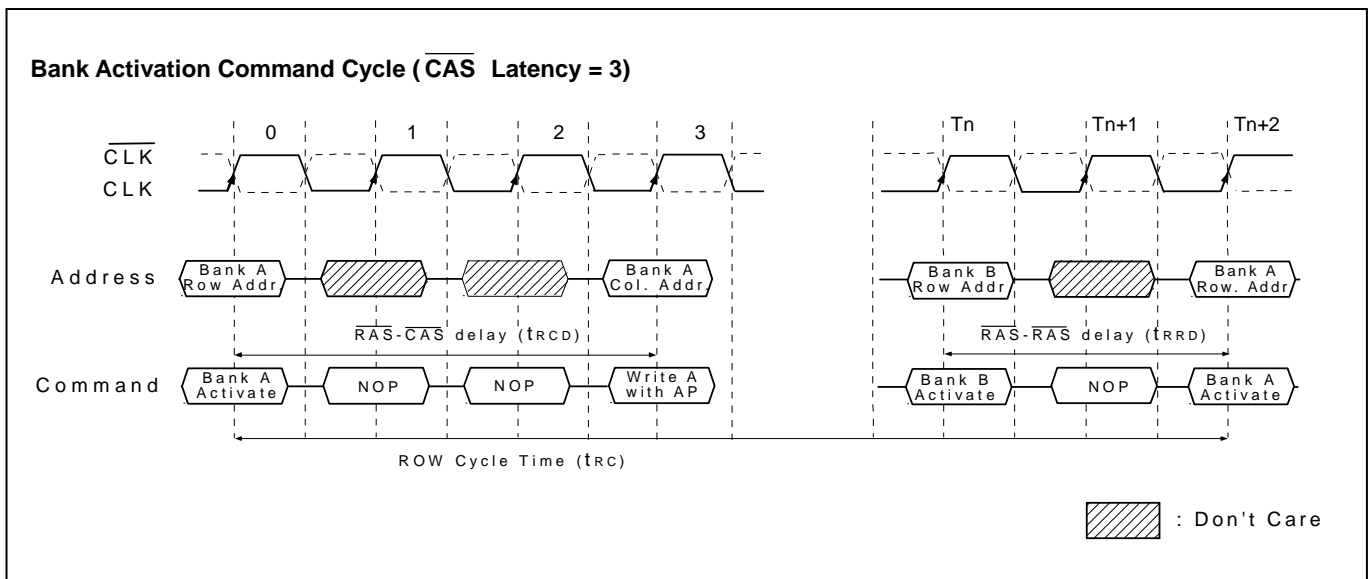 Bank Activation Command Cycle ( CAS Latency = 3)
0 1 2 3 Tn Tn+1 Tn+2
CLK
CLK
Address
Bank A
Row Addr.
Bank A
Col. Addr.
Bank B
Row Addr.
Bank A
Row. Addr.
RAS-CAS delay (tRCD)
RAS-RAS delay (tRRD)
Command
Bank A
Activate
NOP
NOP
Write A
with AP
Bank B
Activate
NOP
Bank A
Activate
ROW Cycle Time (tRC)
: Don't Care